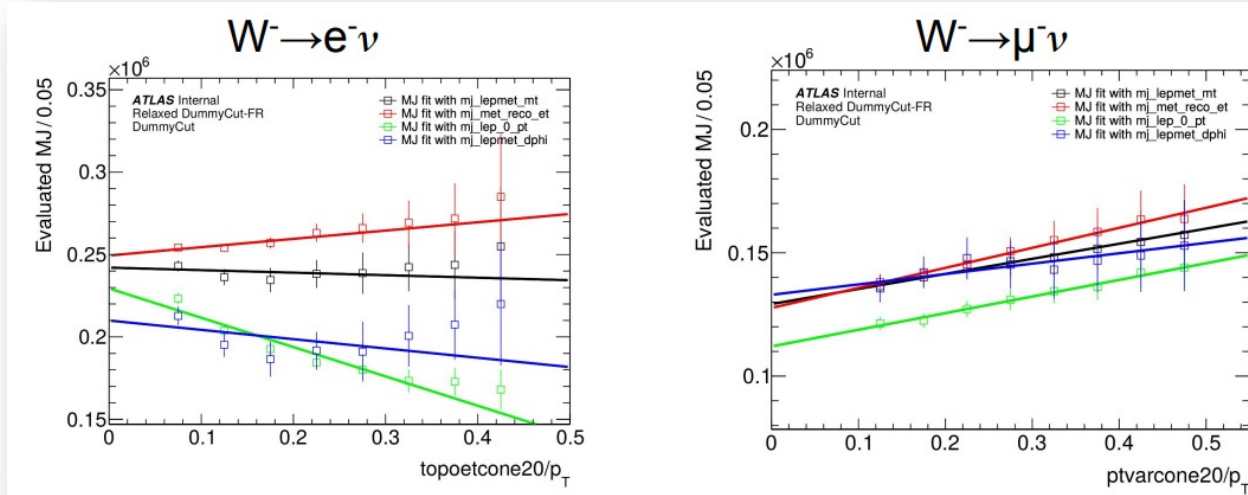 W⁻→e⁻ν
×10⁶
ATLAS Internal
Relaxed DummyCut-FR
DummyCut
MJ fit with mj_lepmet_mt
MJ fit with mj_met_reco_et
MJ fit with mj_lep_0_pt
MJ fit with mj_lepmet_dphi
Evaluated MJ / 0.05
0.35
0.3
0.25
0.2
0.15
0 0.1 0.2 0.3 0.4 0.5
topoetcone20/p_T
W⁻→μ⁻ν
×10⁶
ATLAS Internal
Relaxed DummyCut-FR
DummyCut
MJ fit with mj_lepmet_mt
MJ fit with mj_met_reco_et
MJ fit with mj_lep_0_pt
MJ fit with mj_lepmet_dphi
Evaluated MJ / 0.05
0.2
0.15
0.1
0 0.1 0.2 0.3 0.4 0.5
ptvarcone20/p_T